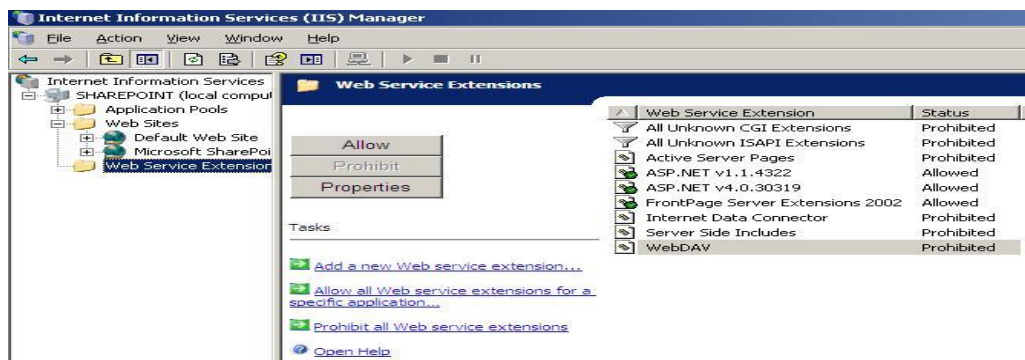 Internet Information Services (IIS) Manager
File Action View Window Help
Internet Information Services
SHAREPOINT (local compu
Application Pools
Web Sites
Default Web Site
Microsoft SharePoi
Web Service Extension
Web Service Extensions
Allow
Prohibit
Properties
Tasks
Add a new Web service extension...
Allow all Web service extensions for a
specific application...
Prohibit all Web service extensions
Open Help
Web Service Extension Status
All Unknown CGI Extensions Prohibited
All Unknown ISAPI Extensions Prohibited
Active Server Pages Prohibited
ASP.NET v1.1.4322 Allowed
ASP.NET v4.0.30319 Allowed
FrontPage Server Extensions 2002 Allowed
Internet Data Connector Prohibited
Server Side Includes Prohibited
WebDAV Prohibited